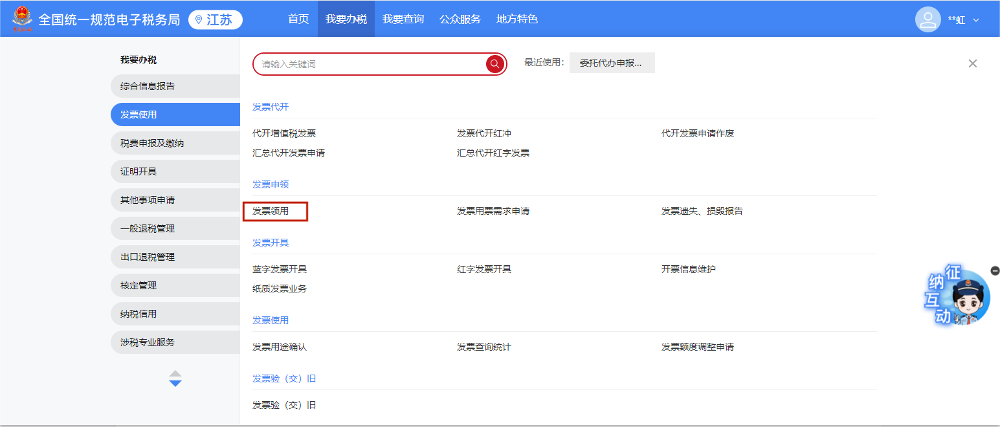 全国统一规范电子税务局 江苏 首页 我要办税 我要查询 公众服务 地方特色 **虹
我要办税
综合信息报告
发票使用
税费申报及缴纳
证明开具
其他事项申请
一般退税管理
出口退税管理
核定管理
纳税信用
涉税专业服务
请输入关键词 最近使用： 委托代办申报...
发票代开
代开增值税发票 发票代开红冲 代开发票申请作废
汇总代开发票申请 汇总代开红字发票
发票申领
发票领用 发票用票需求申请 发票遗失、损毁报告
发票开具
蓝字发票开具 红字发票开具 开票信息维护
纸质发票业务
发票使用
发票用途确认 发票查询统计 发票额度调整申请
发票验（交）旧
发票验（交）旧
征纳互动